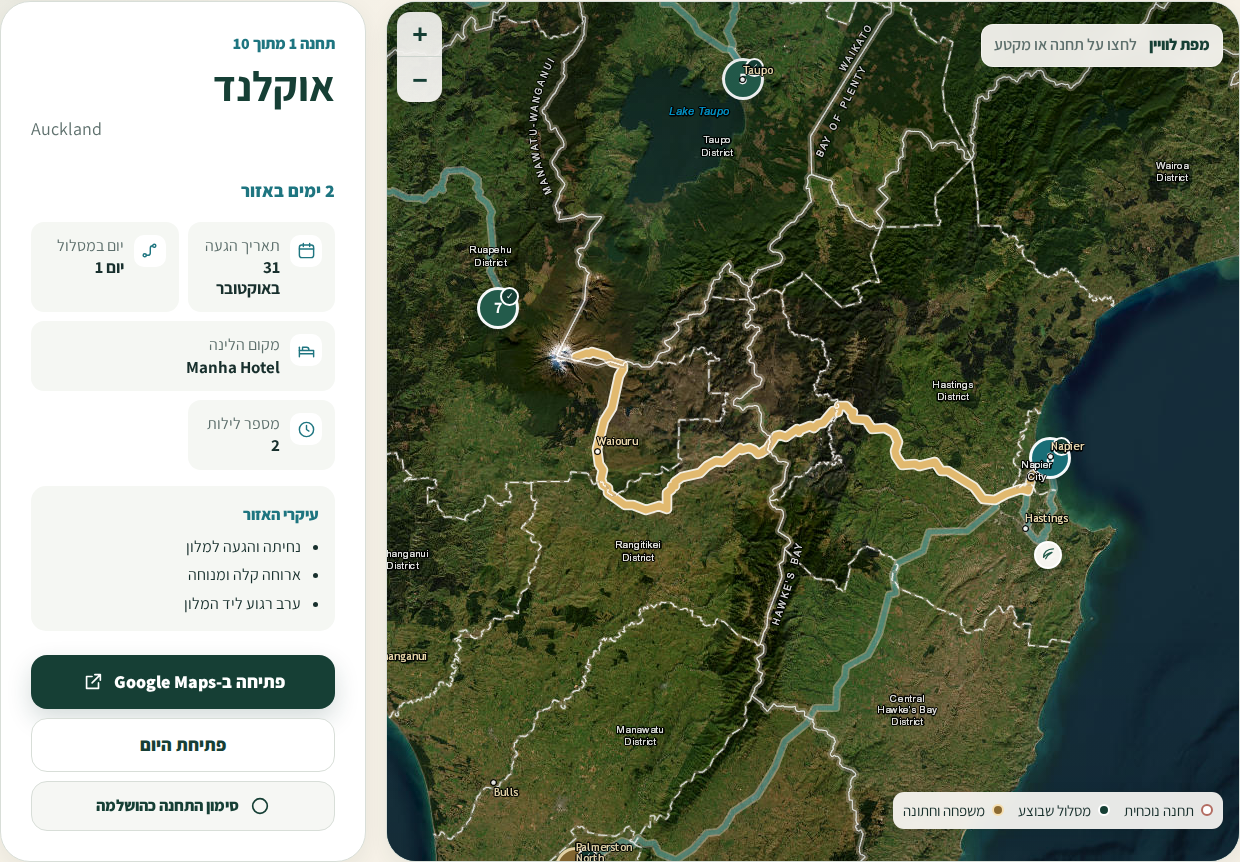 תחנה 1 מתוך 10
אוקלנד
Auckland
2 ימים באזור
תאריך הגעה
31
באוקטובר
יום במסלול
יום 1
מקום הלינה
Manha Hotel
מספר לילות
2
עיקרי האזור
נחיתה והגעה למלון
ארוחה קלה ומנוחה
ערב רגוע ליד המלון
פתיחה ב-Google Maps
פתיחת היום
סימון התחנה כהושלמה
+
−
מפת לוויין לחצו על תחנה או מקטע
MANAWATU-WANGANUI
WAIKATO
BAY OF PLENTY
Taupo
Lake Taupo
Taupo
District
Wairoa
District
Ruapehu
District
7
Hastings
District
Waiouru
Napier
Napier
City
Hastings
hanganui
District
Rangitikei
District
HAWKE'S BAY
anganui
Central
Hawke's Bay
District
Manawatu
District
Bulls
Palmerston
North
תחנה נוכחית
מסלול שבוצע
משפחה וחתונה